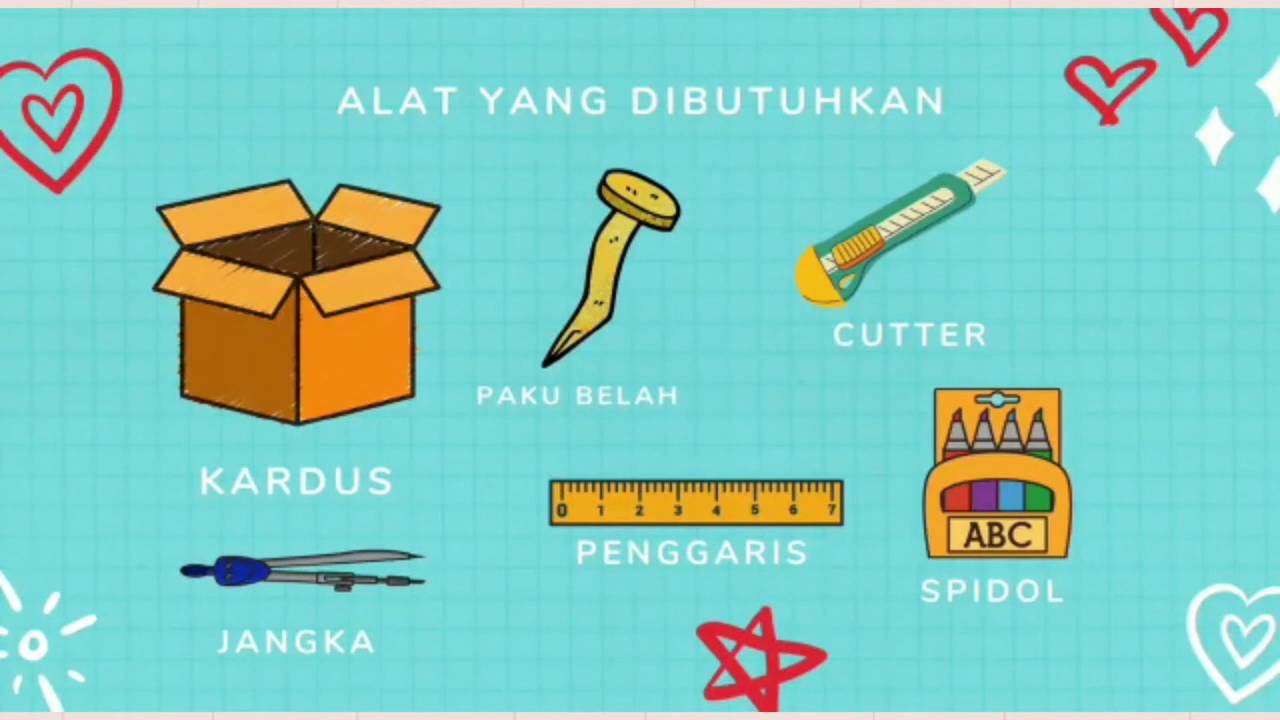 ALAT YANG DIBUTUHKAN
CUTTER
PAKU BELAH
KARDUS
0 1 2 3 4 5 6 7
PENGGARIS
ABC
SPIDOL
JANGKA